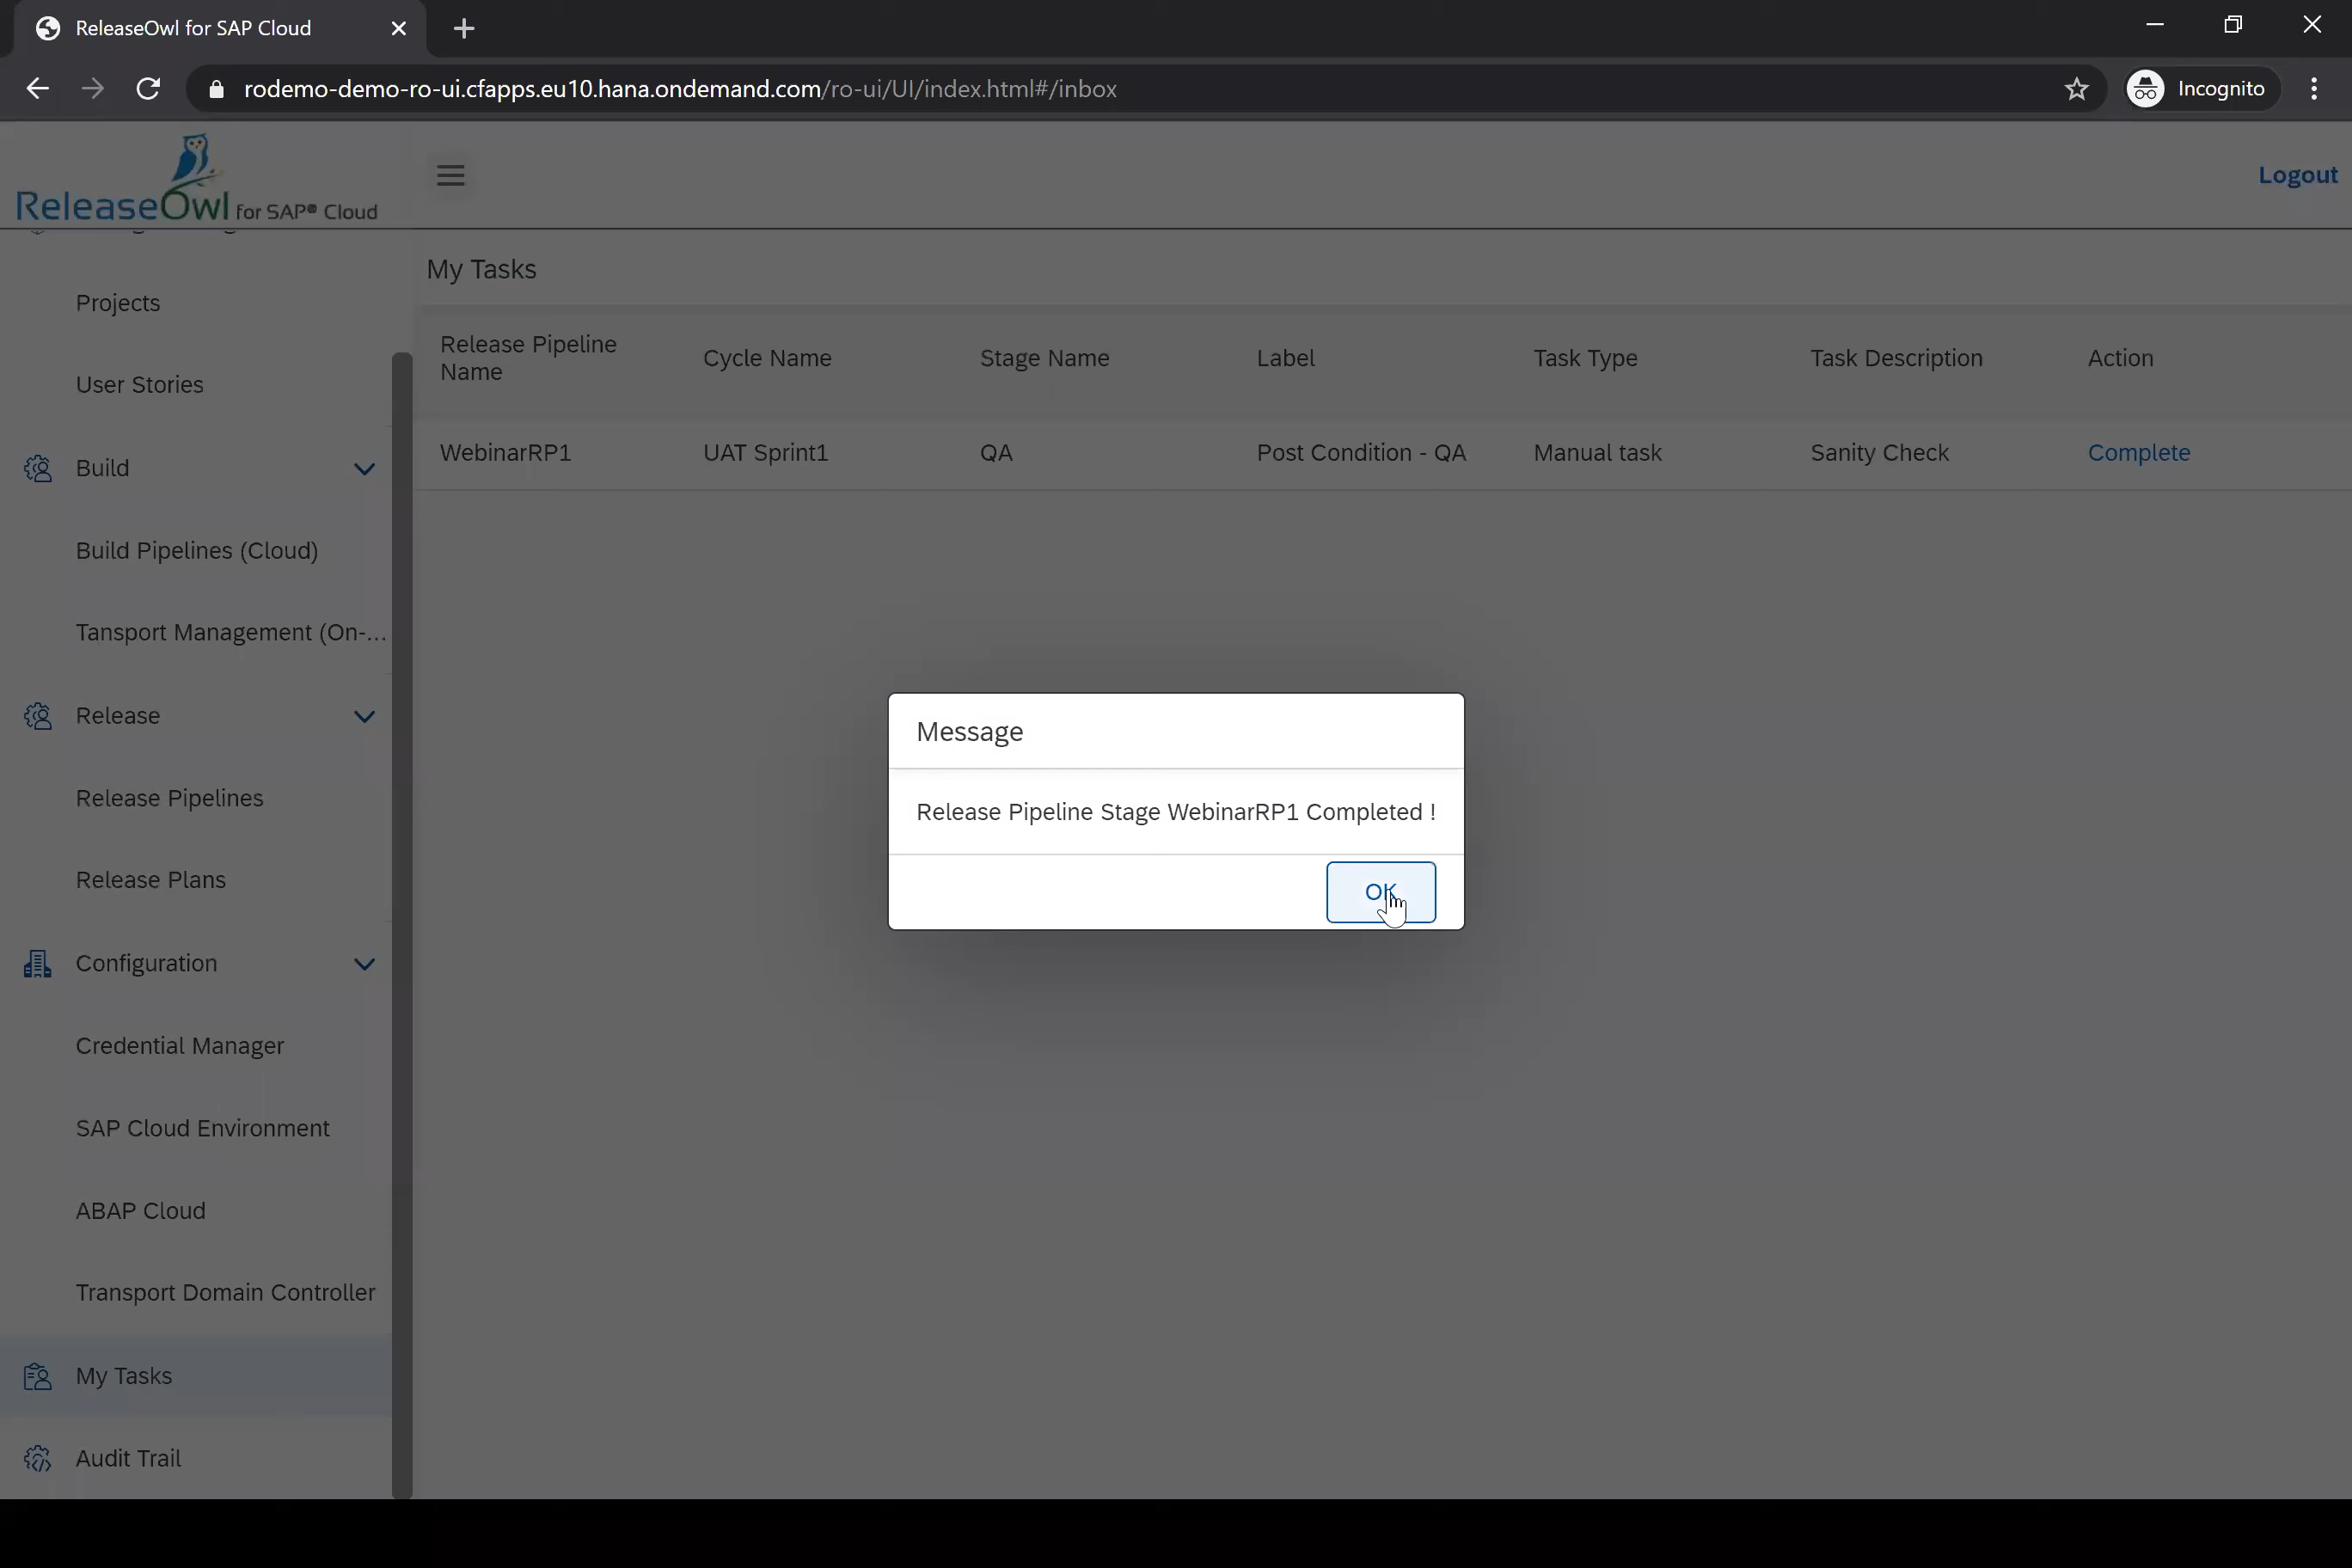 ReleaseOwl for SAP Cloud
rodemo-demo-ro-ui.cfapps.eu10.hana.ondemand.com/ro-ui/UI/index.html#/inbox
Incognito
ReleaseOwl for SAP® Cloud
Logout
Projects
User Stories
Build
Build Pipelines (Cloud)
Tansport Management (On-...
Release
Release Pipelines
Release Plans
Configuration
Credential Manager
SAP Cloud Environment
ABAP Cloud
Transport Domain Controller
My Tasks
Audit Trail
My Tasks
Release Pipeline
Name
Cycle Name
Stage Name
Label
Task Type
Task Description
Action
WebinarRP1
UAT Sprint1
QA
Post Condition - QA
Manual task
Sanity Check
Complete
Message
Release Pipeline Stage WebinarRP1 Completed !
OK